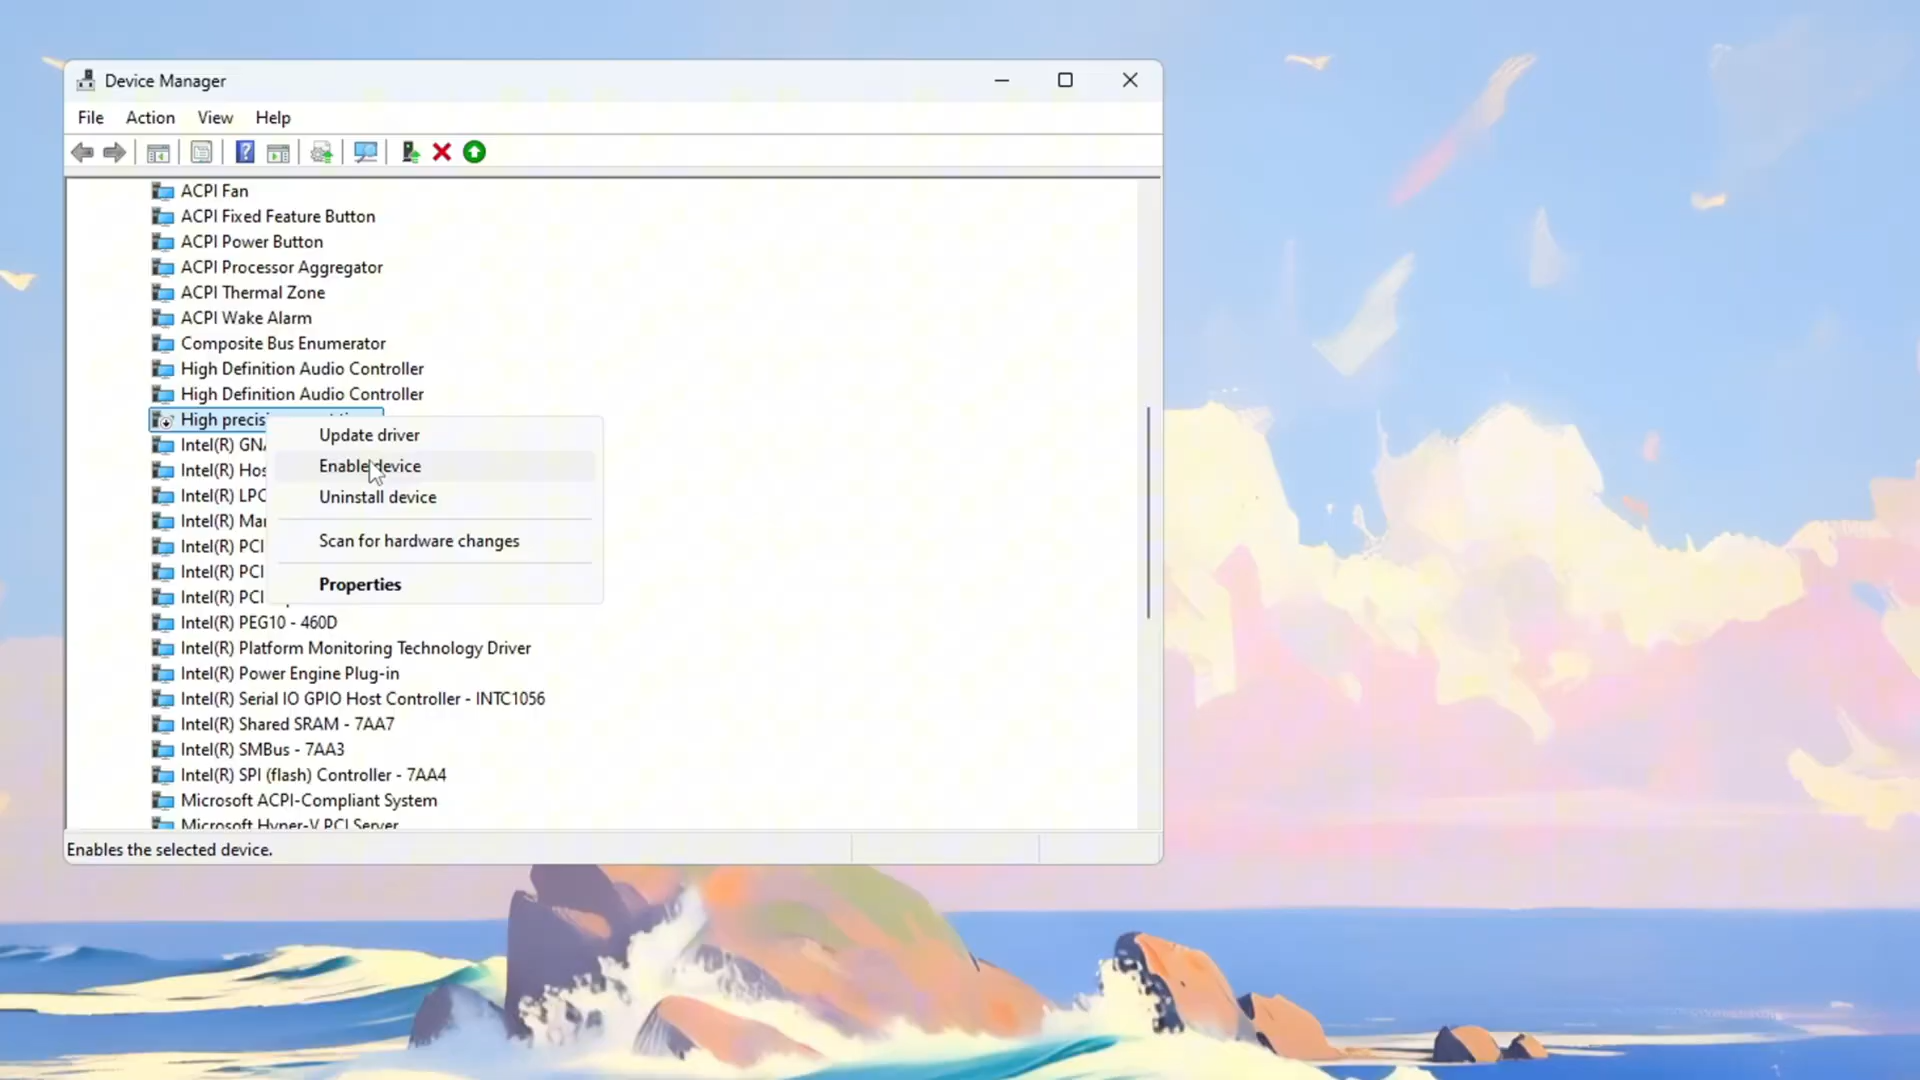 Device Manager
File Action View Help
ACPI Fan
ACPI Fixed Feature Button
ACPI Power Button
ACPI Processor Aggregator
ACPI Thermal Zone
ACPI Wake Alarm
Composite Bus Enumerator
High Definition Audio Controller
High Definition Audio Controller
High precis
Intel(R) GN
Intel(R) Hos
Intel(R) LPC
Intel(R) Ma
Intel(R) PCI
Intel(R) PCI
Intel(R) PCI
Update driver
Enable device
Uninstall device
Scan for hardware changes
Properties
Intel(R) PEG10 - 460D
Intel(R) Platform Monitoring Technology Driver
Intel(R) Power Engine Plug-in
Intel(R) Serial IO GPIO Host Controller - INTC1056
Intel(R) Shared SRAM - 7AA7
Intel(R) SMBus - 7AA3
Intel(R) SPI (flash) Controller - 7AA4
Microsoft ACPI-Compliant System
Microsoft Hyper-V PCI Server
Enables the selected device.